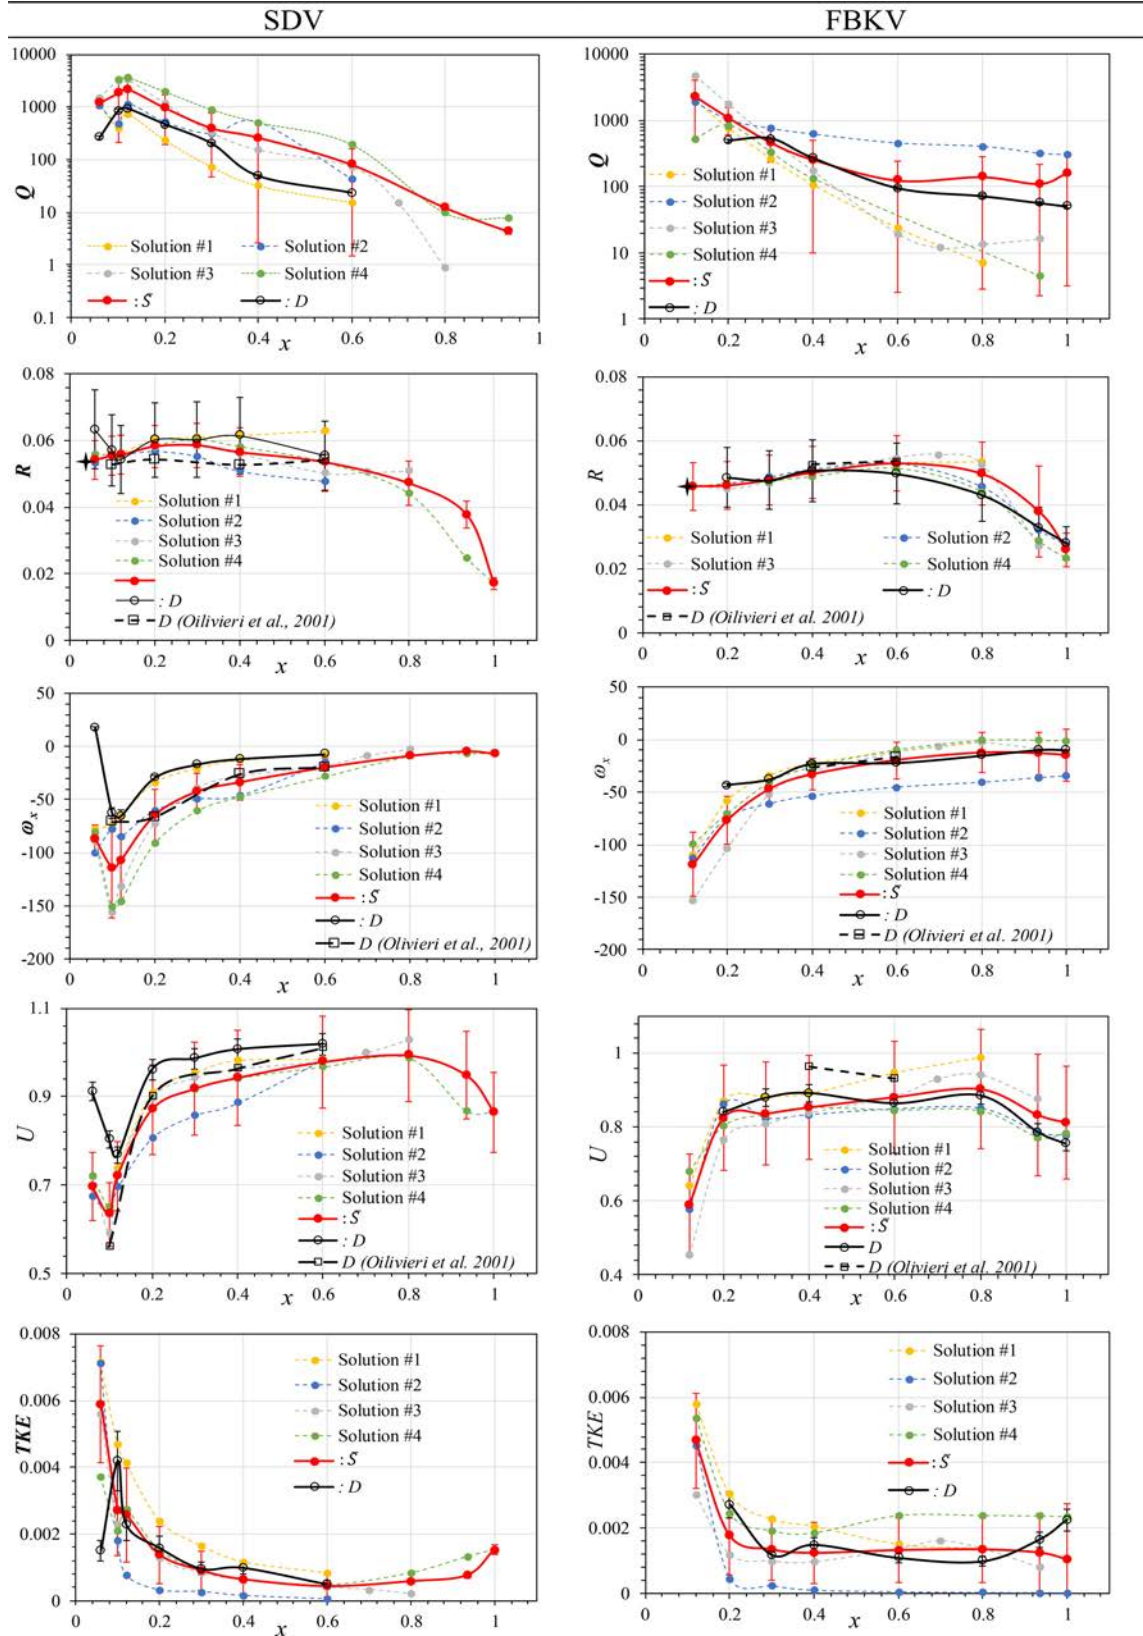 SDV FBKV
10000
1000
100
10
1
0.1
Q
0 0.2 0.4 0.6 0.8 1
x
Solution #1 Solution #2
Solution #3 Solution #4
: S̄ : D
10000
1000
100
10
1
Q
0 0.2 0.4 0.6 0.8 1
x
Solution #1
Solution #2
Solution #3
Solution #4
: S̄
: D
0.08
0.06
0.04
0.02
0
R
0 0.2 0.4 0.6 0.8 1
x
Solution #1
Solution #2
Solution #3
Solution #4
: D
D (Oilivieri et al., 2001)
0.08
0.06
0.04
0.02
0
R
0 0.2 0.4 0.6 0.8 1
x
Solution #1 Solution #2
Solution #3 Solution #4
: S̄ : D
D (Oilivieri et al., 2001)
50
0
-50
-100
-150
-200
ωx
0 0.2 0.4 0.6 0.8 1
x
Solution #1
Solution #2
Solution #3
Solution #4
: S̄
: D
D (Olivieri et al., 2001)
50
0
-50
-100
-150
-200
ωx
0 0.2 0.4 0.6 0.8 1
x
Solution #1
Solution #2
Solution #3
Solution #4
: S̄
: D
D (Olivieri et al. 2001)
1.1
0.9
0.7
0.5
U
0 0.2 0.4 0.6 0.8 1
x
Solution #1
Solution #2
Solution #3
Solution #4
: S̄
: D
D (Oilivieri et al. 2001)
1
0.8
0.6
0.4
U
0 0.2 0.4 0.6 0.8 1
x
Solution #1
Solution #2
Solution #3
Solution #4
: S̄
D
D (Olivieri et al. 2001)
0.008
0.006
0.004
0.002
0
TKE
0 0.2 0.4 0.6 0.8 1
x
Solution #1
Solution #2
Solution #3
Solution #4
: S̄
: D
0.008
0.006
0.004
0.002
0
TKE
0 0.2 0.4 0.6 0.8 1
x
Solution #1
Solution #2
Solution #3
Solution #4
: S̄
: D